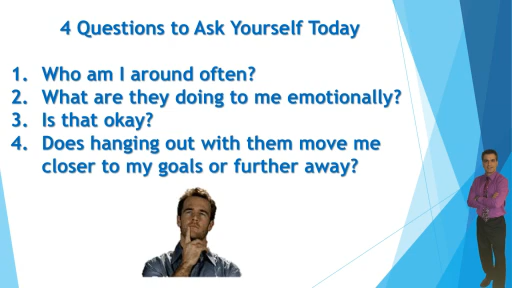 4 Questions to Ask Yourself Today
1. Who am I around often?
2. What are they doing to me emotionally?
3. Is that okay?
4. Does hanging out with them move me
closer to my goals or further away?